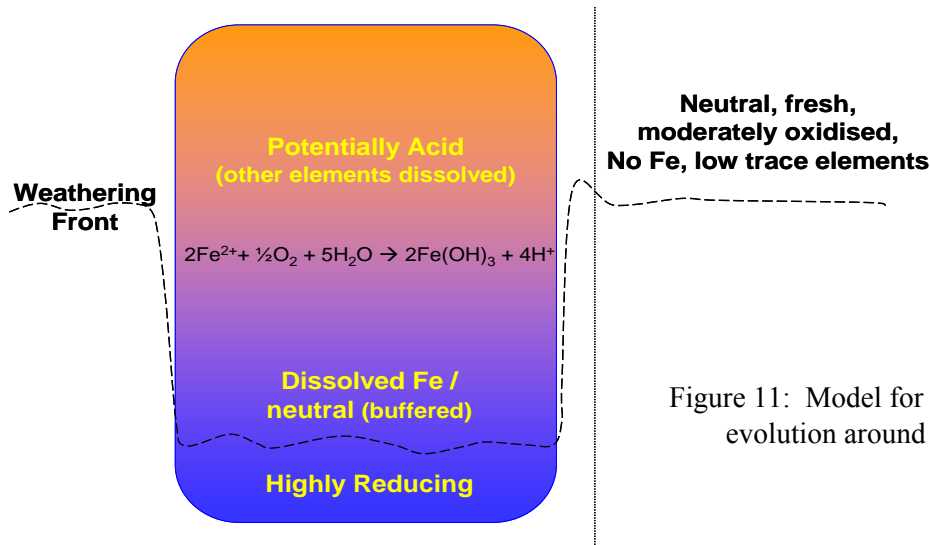 Potentially Acid
(other elements dissolved)
Neutral, fresh,
moderately oxidised,
No Fe, low trace elements
Weathering
Front
2Fe²⁺+ ½O₂ + 5H₂O → 2Fe(OH)₃ + 4H⁺
Dissolved Fe /
neutral (buffered)
Highly Reducing
Figure 11: Model for
evolution around